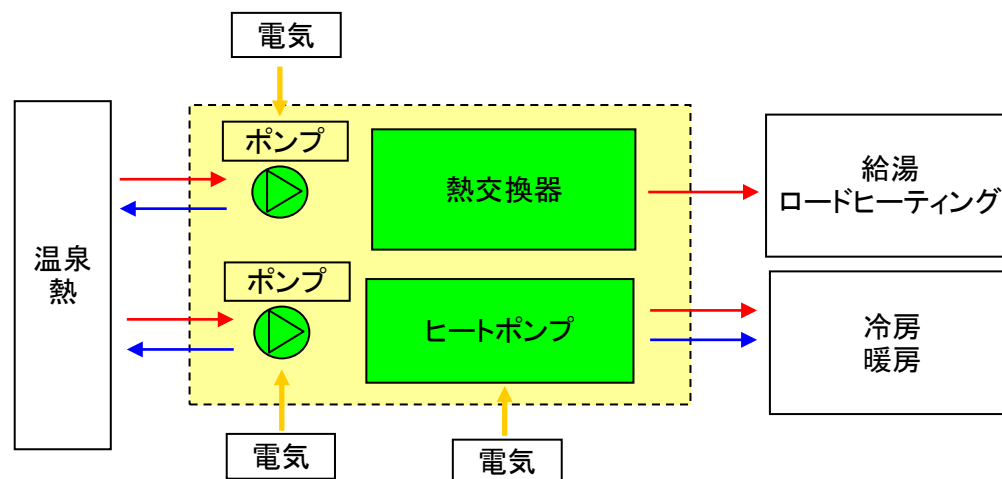 電気
ポンプ
熱交換器
給湯
ロードヒーティング
温泉
熱
ポンプ
ヒートポンプ
冷房
暖房
電気
電気